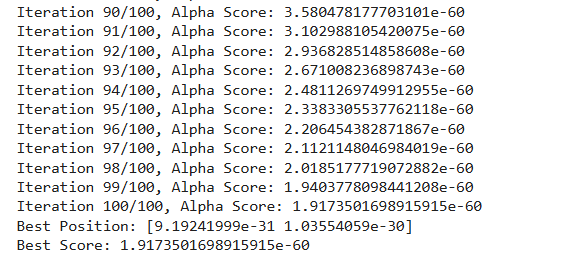 Iteration 90/100, Alpha Score: 3.580478177703101e-60
Iteration 91/100, Alpha Score: 3.102988105420075e-60
Iteration 92/100, Alpha Score: 2.936828514858608e-60
Iteration 93/100, Alpha Score: 2.671008236898743e-60
Iteration 94/100, Alpha Score: 2.4811269749912955e-60
Iteration 95/100, Alpha Score: 2.3383305537762118e-60
Iteration 96/100, Alpha Score: 2.206454382871867e-60
Iteration 97/100, Alpha Score: 2.1121148046984019e-60
Iteration 98/100, Alpha Score: 2.0185177719072882e-60
Iteration 99/100, Alpha Score: 1.9403778098441208e-60
Iteration 100/100, Alpha Score: 1.9173501698915915e-60
Best Position: [9.19241999e-31 1.03554059e-30]
Best Score: 1.9173501698915915e-60